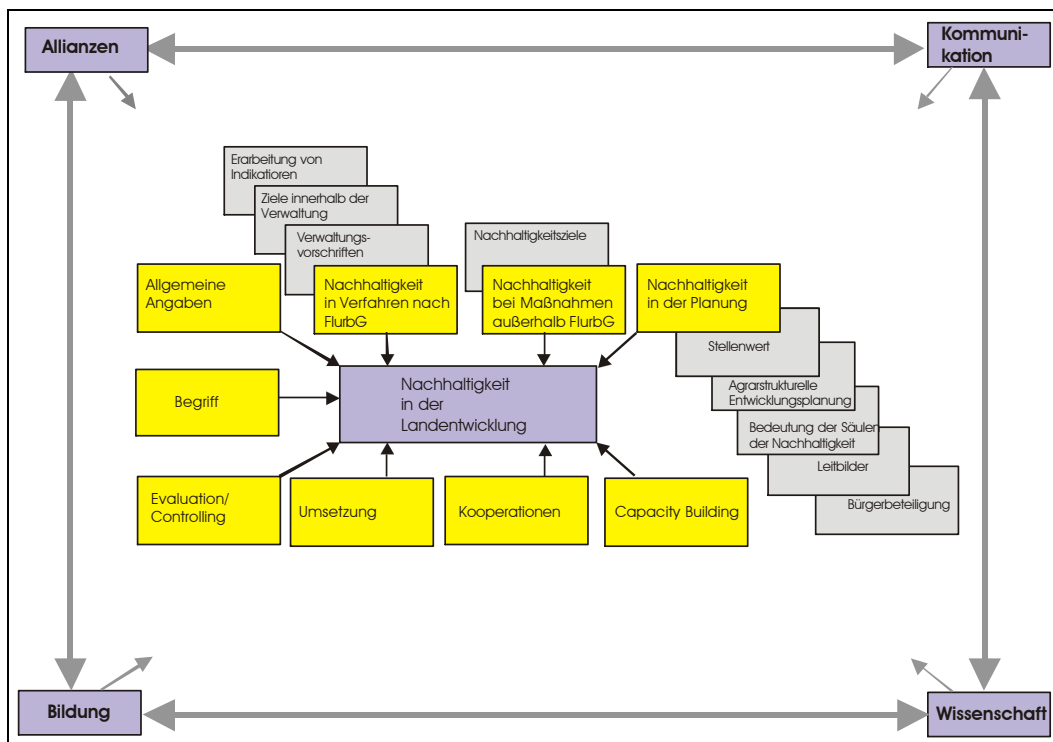 Allianzen
Kommuni-
kation
Erarbeitung von
Indikatioren
Ziele innerhalb der
Verwaltung
Verwaltungs-
vorschriften
Nachhaltigkeitsziele
Allgemeine
Angaben
Nachhaltigkeit
in Verfahren nach
FlurbG
Nachhaltigkeit
bei Maßnahmen
außerhalb FlurbG
Nachhaltigkeit
in der Planung
Stellenwert
Agrarstrukturelle
Entwicklungsplanung
Bedeutung der Säulen
der Nachhaltigkeit
Leitbilder
Bürgerbeteiligung
Begriff
Nachhaltigkeit
in der
Landentwicklung
Evaluation/
Controlling
Umsetzung
Kooperationen
Capacity Building
Bildung
Wissenschaft